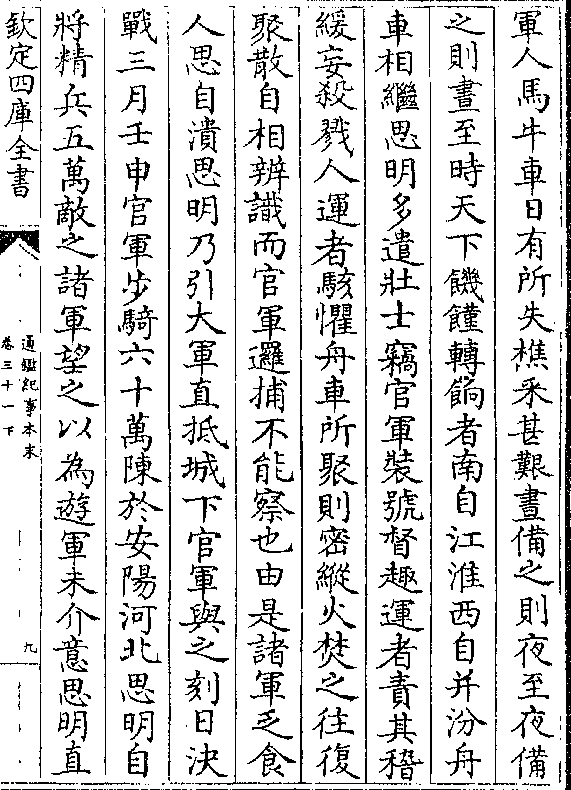 軍人馬牛車日有所失樵采甚艱晝備之則夜至夜備
之則晝至時天下饑饉轉餉者南自江淮西自并汾舟
車相繼思明多遣壯士竊官軍裝號督趣運者責其稽
緩妄殺戮人運者駭懼舟車所聚則密縱火焚之往復
聚散自相辨識而官軍邏捕不能察也由是諸軍乏食
人思自潰思明乃引大軍直抵城下官軍與之刻日決
戰三月壬申官軍步騎六十萬陳於安陽河北思明自
將精兵五萬敵之諸軍望之以為遊軍未介意思明直
欽定四庫全書
通鑑紀事本末
卷三十一下
九